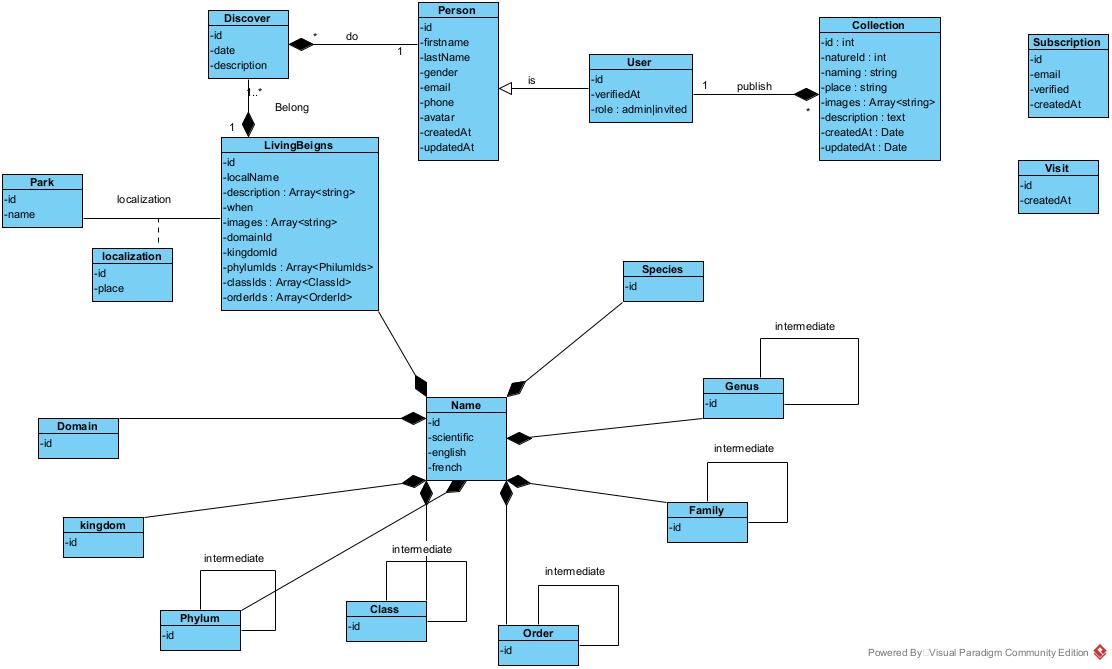 Discover
-id
-date
-description
*
do
1
Person
-id
-firstname
-lastName
-gender
-email
-phone
-avatar
-createdAt
-updatedAt
is
User
-id
-verifiedAt
-role : admin|invited
1
publish
*
Collection
-id : int
-natureId : int
-naming : string
-place : string
-images : Array<string>
-description : text
-createdAt : Date
-updatedAt : Date
Subscription
-id
-email
-verified
-createdAt
Visit
-id
-createdAt
1..*
Belong
1
LivingBeigns
-id
-localName
-description : Array<string>
-when
-images : Array<string>
-domainId
-kingdomId
-phylumIds : Array<PhilumIds>
-classIds : Array<ClassId>
-orderIds : Array<OrderId>
Park
-id
-name
localization
localization
-id
-place
Species
-id
intermediate
Genus
-id
Name
-id
-scientific
-english
-french
Domain
-id
intermediate
Family
-id
kingdom
-id
intermediate
Phylum
-id
intermediate
Class
-id
intermediate
Order
-id
Powered By Visual Paradigm Community Edition